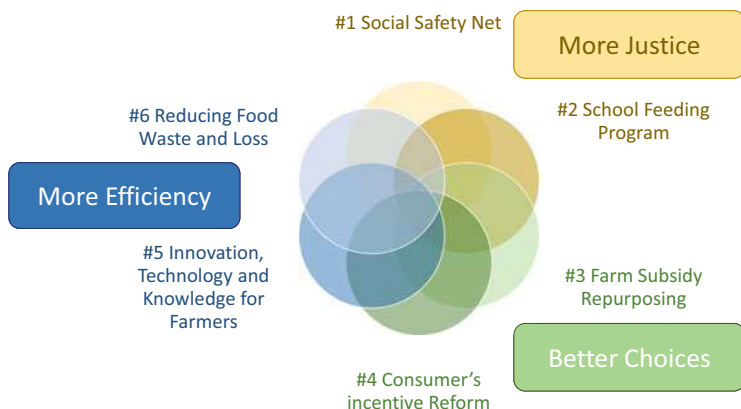 #1 Social Safety Net
More Justice
#2 School Feeding
Program
#6 Reducing Food
Waste and Loss
More Efficiency
#5 Innovation,
Technology and
Knowledge for
Farmers
#3 Farm Subsidy
Repurposing
Better Choices
#4 Consumer’s
incentive Reform